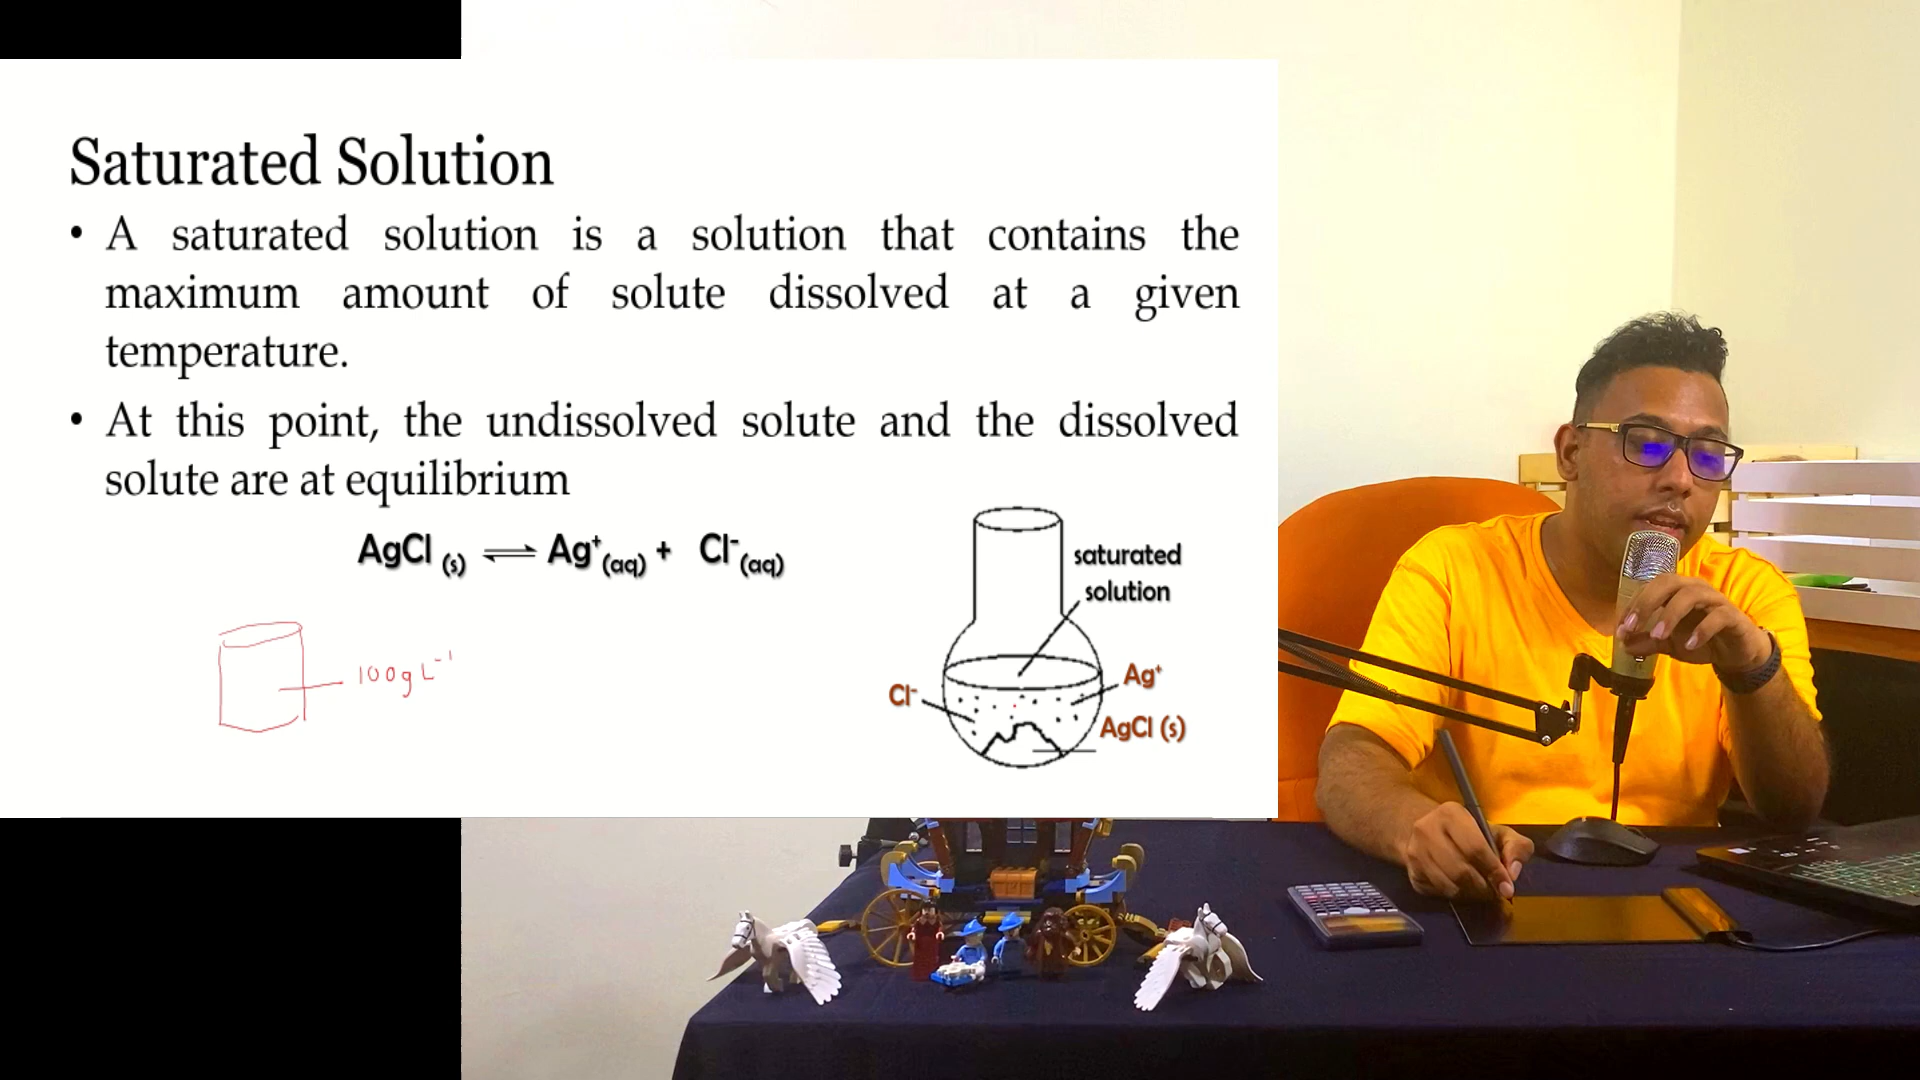 Saturated Solution
• A saturated solution is a solution that contains the
maximum amount of solute dissolved at a given
temperature.
• At this point, the undissolved solute and the dissolved
solute are at equilibrium
AgCl (s) ⇌ Ag⁺(aq) + Cl⁻(aq)
saturated
solution
100g L⁻¹
Cl⁻
Ag⁺
AgCl (s)